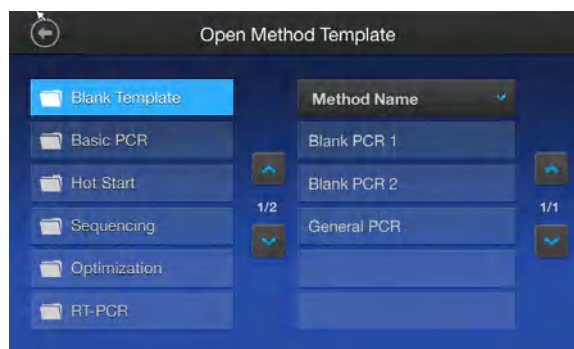 Open Method Template
Blank Template
Basic PCR
Hot Start
Sequencing
Optimization
RT-PCR
1/2
Method Name
Blank PCR 1
Blank PCR 2
General PCR
1/1